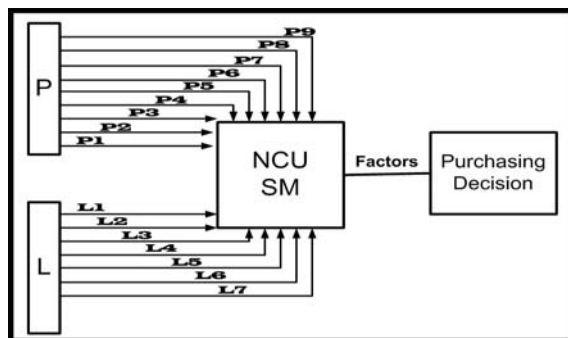 P
P9
P8
P7
P6
P5
P4
P3
P2
P1
NCU
SM
Factors
Purchasing
Decision
L
L1
L2
L3
L4
L5
L6
L7